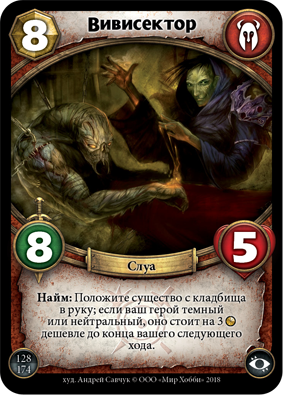 8
Вивисектор
8
Слуа
5
Найм: Положите существо с кладбища
в руку; если ваш герой темный
или нейтральный, оно стоит на 3
дешевле до конца вашего следующего
хода.
128
174
худ. Андрей Савчук © ООО «Мир Хобби» 2018